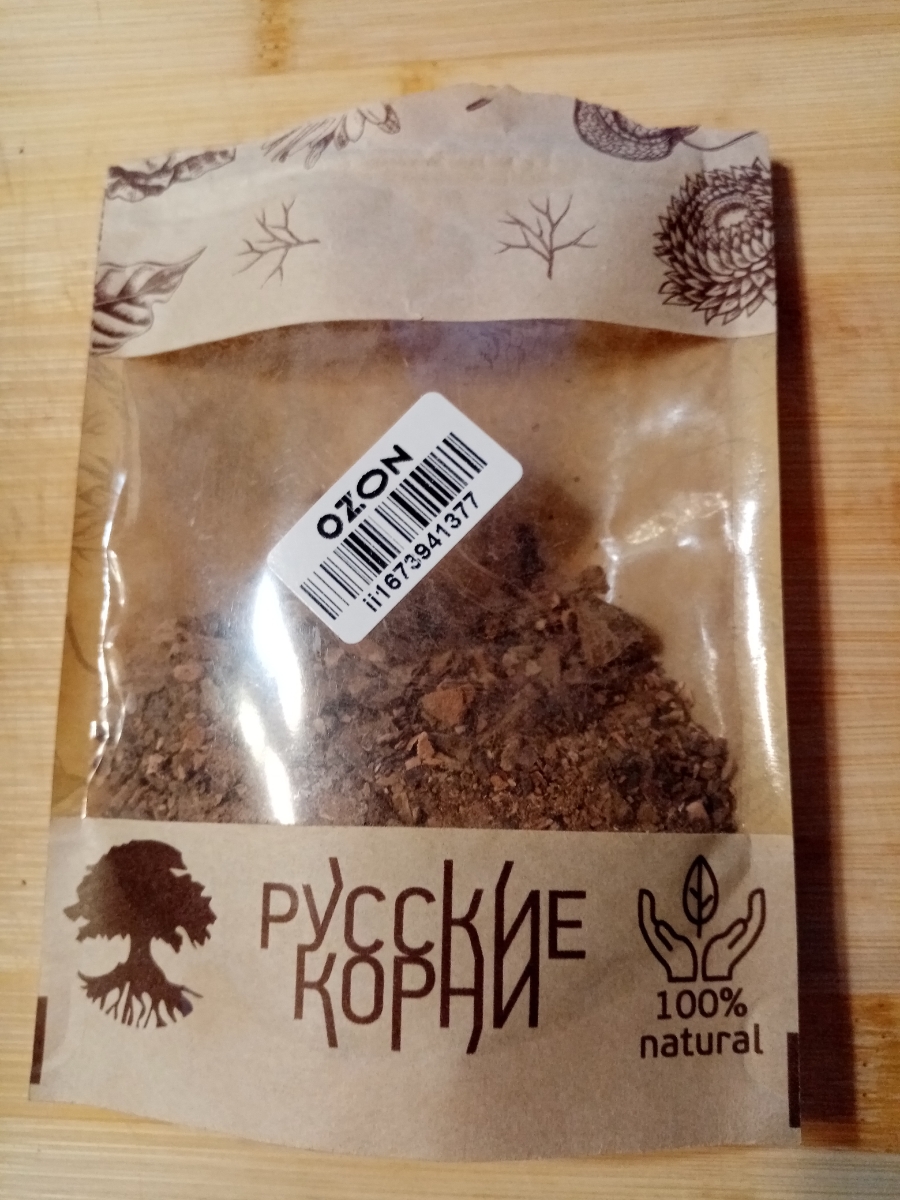 OZON
ii1673941377
РУССКИЕ
КОРНИ
100%
natural